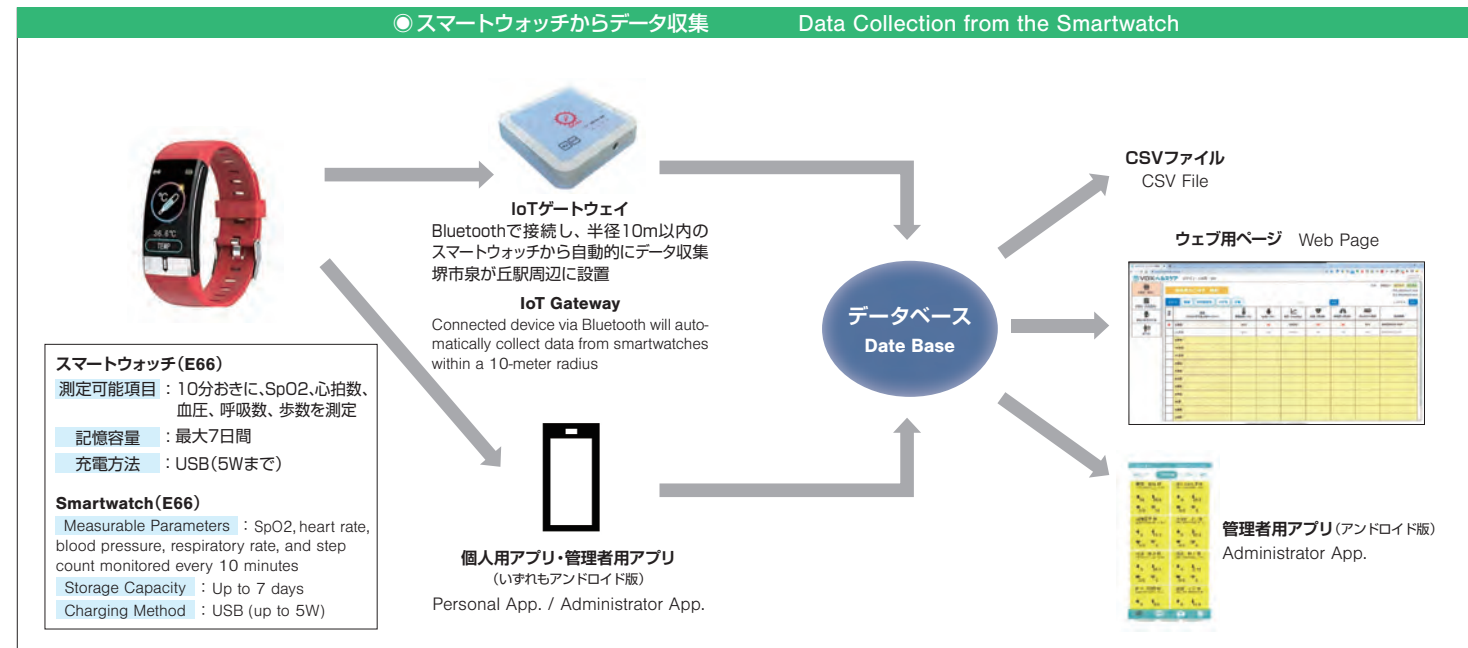 ◎スマートウォッチからデータ収集 Data Collection from the Smartwatch
36.6℃
TEMP
IoTゲートウェイ
Bluetoothで接続し、半径10m以内の
スマートウォッチから自動的にデータ収集
堺市泉が丘駅周辺に設置
IoT Gateway
Connected device via Bluetooth will auto-
matically collect data from smartwatches
within a 10-meter radius
スマートウォッチ(E66)
測定可能項目：10分おきに、SpO2、心拍数、
血圧、呼吸数、歩数を測定
記憶容量：最大7日間
充電方法：USB(5Wまで)
Smartwatch(E66)
Measurable Parameters：SpO2, heart rate,
blood pressure, respiratory rate, and step
count monitored every 10 minutes
Storage Capacity：Up to 7 days
Charging Method：USB (up to 5W)
個人用アプリ・管理者用アプリ
(いずれもアンドロイド版)
Personal App. / Administrator App.
データベース
Date Base
CSVファイル
CSV File
ウェブ用ページ Web Page
管理者用アプリ(アンドロイド版)
Administrator App.